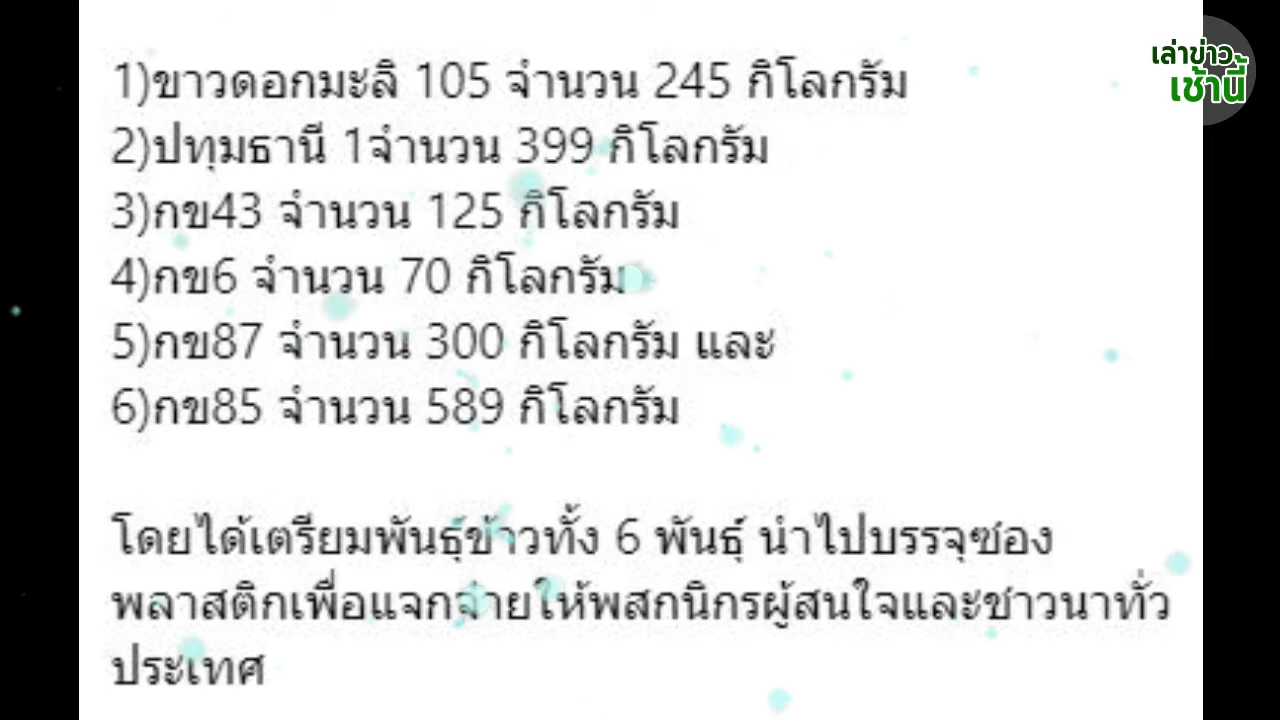 เล่าข่าว
เช้านี้
1)ขาวดอกมะลิ 105 จำนวน 245 กิโลกรัม
2)ปทุมธานี 1จำนวน 399 กิโลกรัม
3)กข43 จำนวน 125 กิโลกรัม
4)กข6 จำนวน 70 กิโลกรัม
5)กข87 จำนวน 300 กิโลกรัม และ
6)กข85 จำนวน 589 กิโลกรัม
โดยได้เตรียมพันธุ์ข้าวทั้ง 6 พันธุ์ นำไปบรรจุซอง
พลาสติกเพื่อแจกจ่ายให้พสกนิกรผู้สนใจและชาวนาทั่ว
ประเทศ